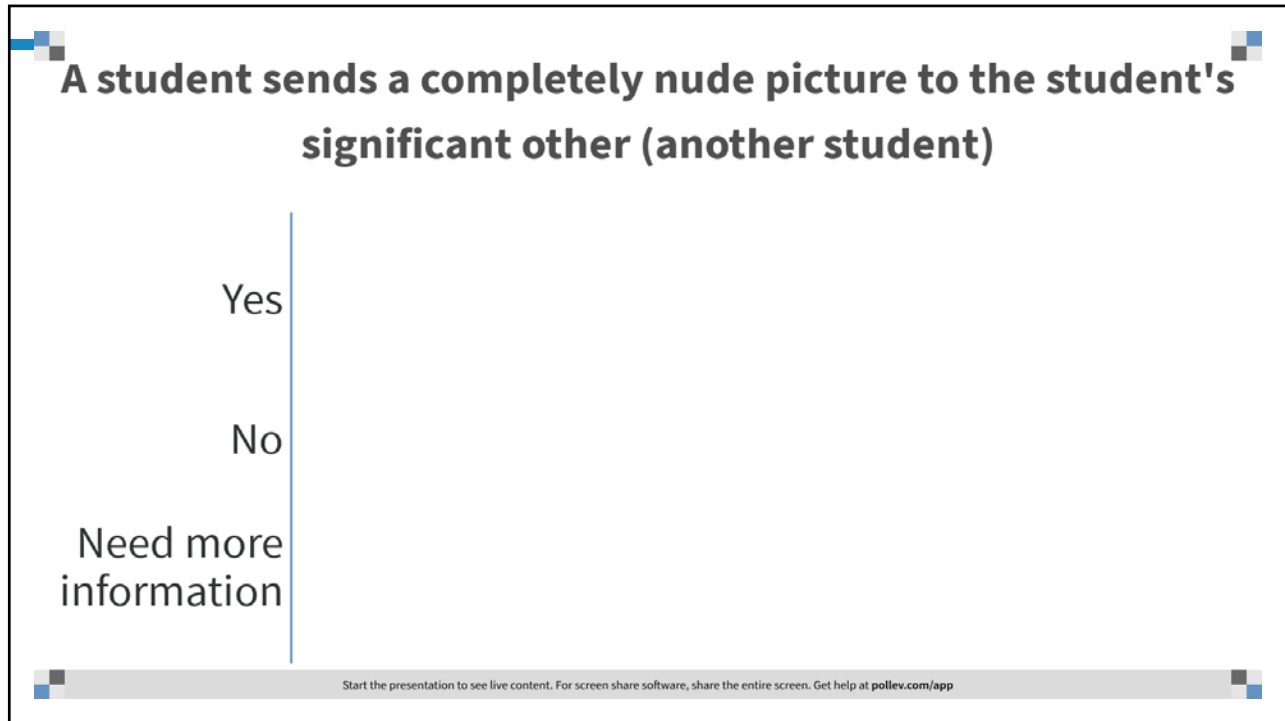 A student sends a completely nude picture to the student's
significant other (another student)
Yes
No
Need more
information
Start the presentation to see live content. For screen share software, share the entire screen. Get help at pollev.com/app